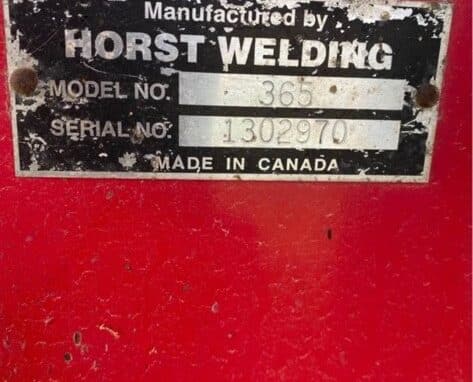 Manufactured by
HORST WELDING
MODEL NO. 365
SERIAL NO. 1302970
MADE IN CANADA